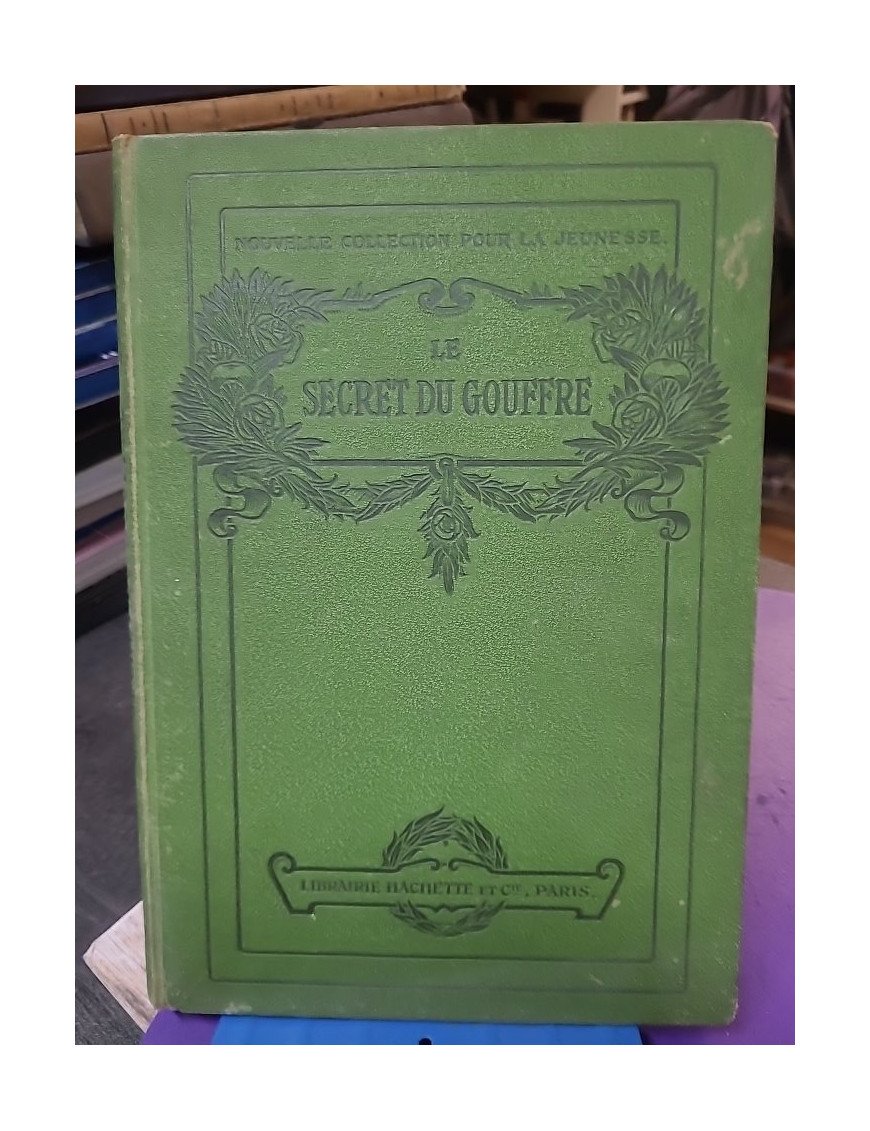 NOUVELLE COLLECTION POUR LA JEUNESSE.
LE
SECRET DU GOUFFRE
LIBRAIRIE HACHETTE ET Cie, PARIS.